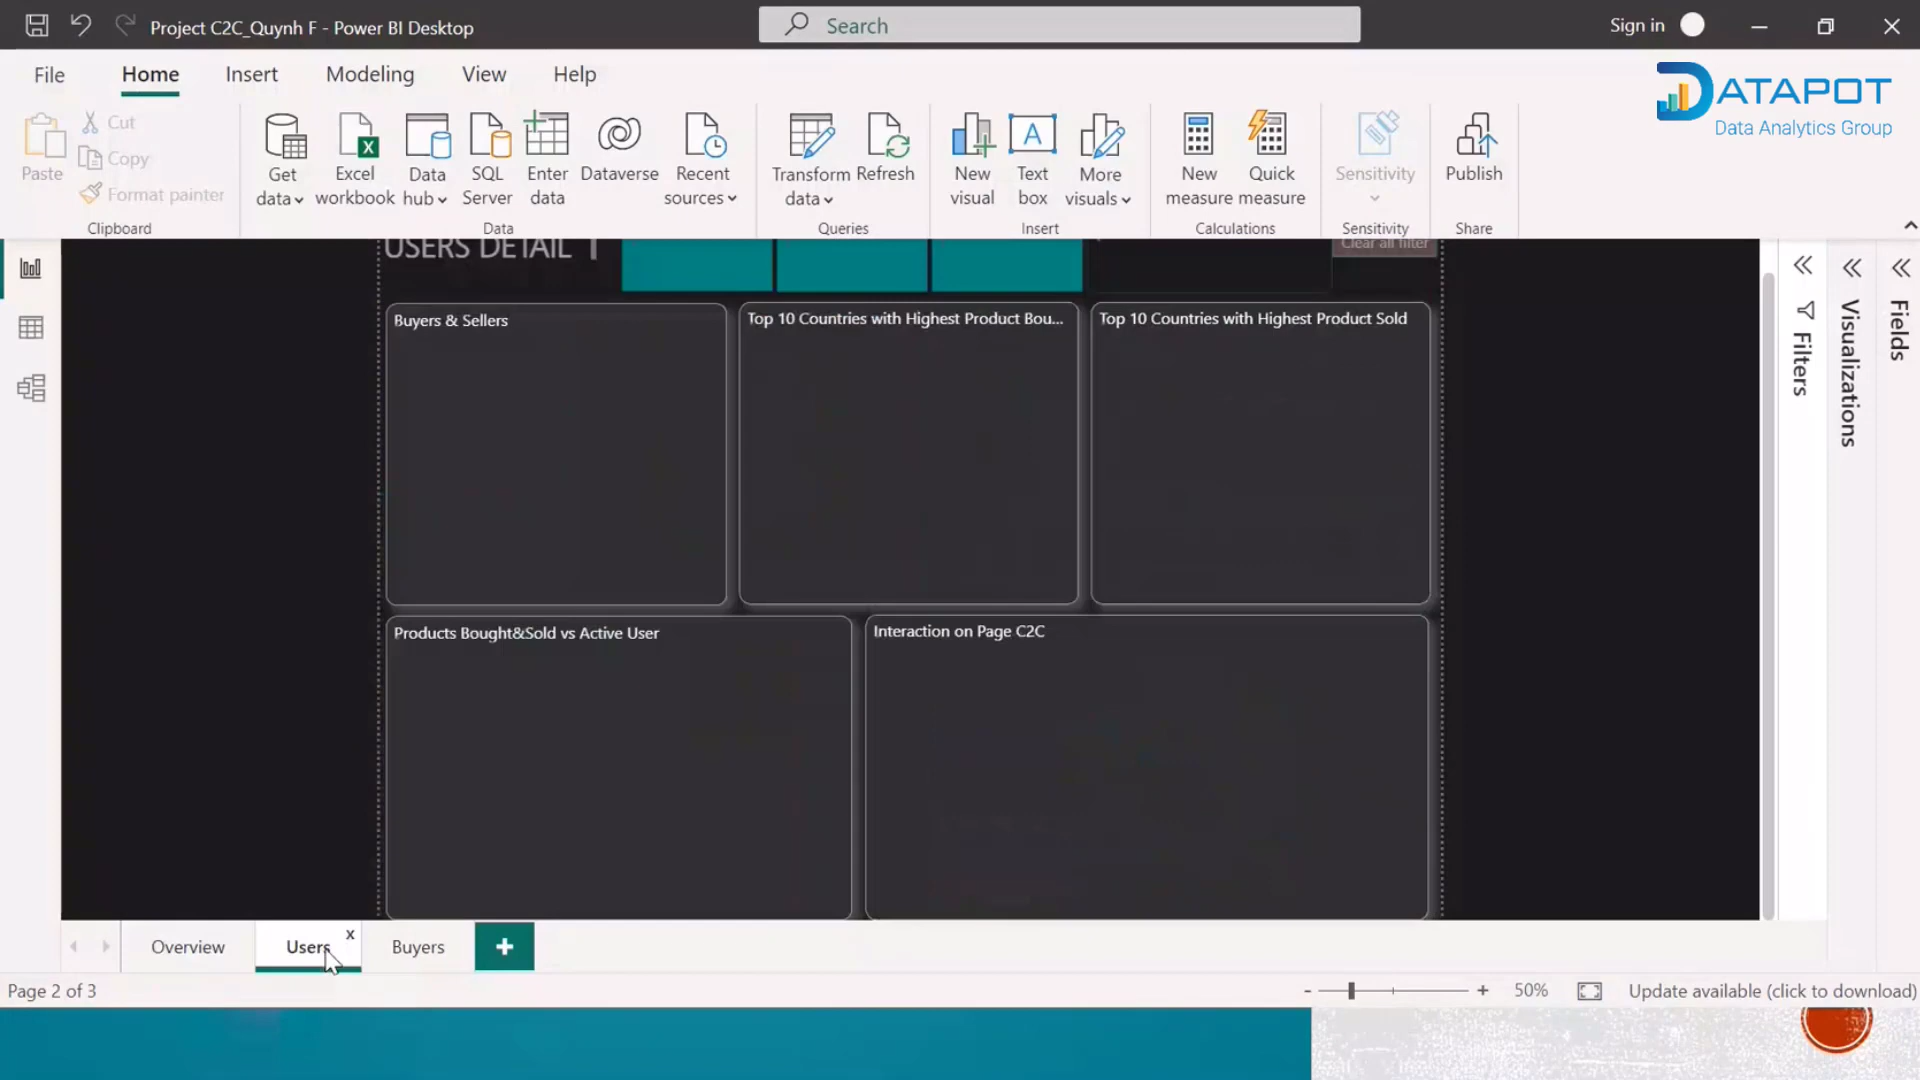 Project C2C_Quynh F - Power BI Desktop
Search
Sign in
File
Home
Insert
Modeling
View
Help
DATAPOT
Data Analytics Group
Paste
Cut
Copy
Format painter
Clipboard
Get data
Excel workbook
Data hub
SQL Server
Enter data
Dataverse
Recent sources
Data
Transform data
Refresh
Queries
New visual
A
Text box
More visuals
Insert
New measure
Quick measure
Calculations
Sensitivity
Sensitivity
Publish
Share
USERS DETAIL
Clear all filter
Buyers & Sellers
Top 10 Countries with Highest Product Bou...
Top 10 Countries with Highest Product Sold
Products Bought&Sold vs Active User
Interaction on Page C2C
Filters
Visualizations
Fields
Overview
Users
x
Buyers
Page 2 of 3
50%
Update available (click to download)